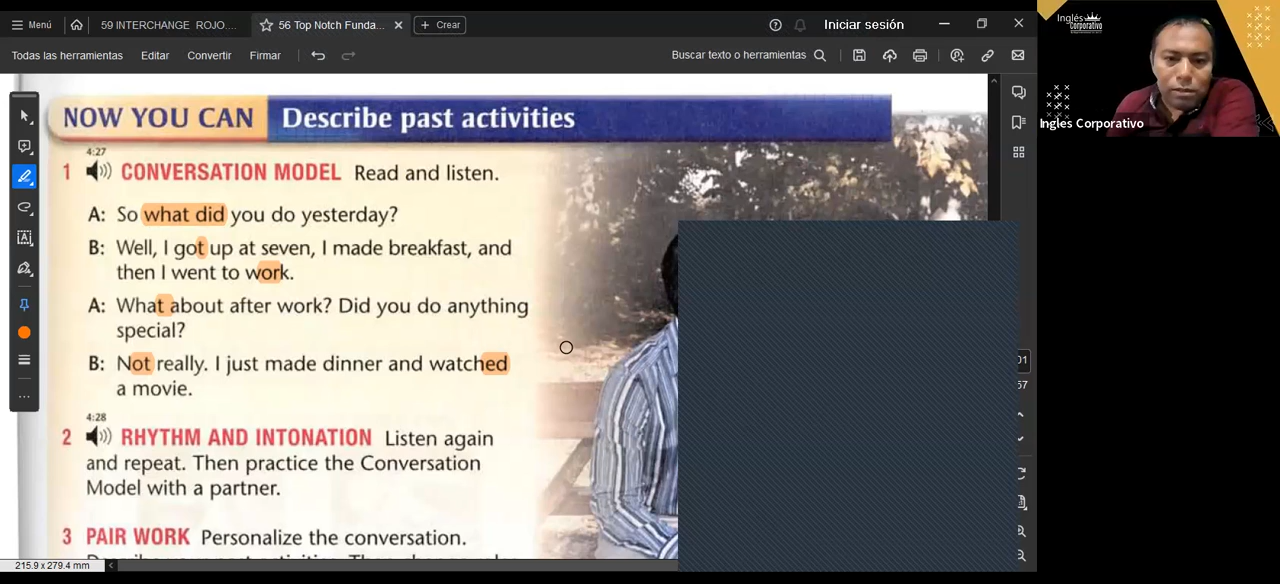 Menú
59 INTERCHANGE ROJO....
56 Top Notch Funda...
Crear
Iniciar sesión
Todas las herramientas
Editar
Convertir
Firmar
Buscar texto o herramientas
Inglés
Corporativo
Ingles Corporativo
NOW YOU CAN Describe past activities
4:27
1 CONVERSATION MODEL Read and listen.
A: So what did you do yesterday?
B: Well, I got up at seven, I made breakfast, and
then I went to work.
A: What about after work? Did you do anything
special?
B: Not really. I just made dinner and watched
a movie.
4:28
2 RHYTHM AND INTONATION Listen again
and repeat. Then practice the Conversation
Model with a partner.
3 PAIR WORK Personalize the conversation.
01
57
215.9 x 279.4 mm